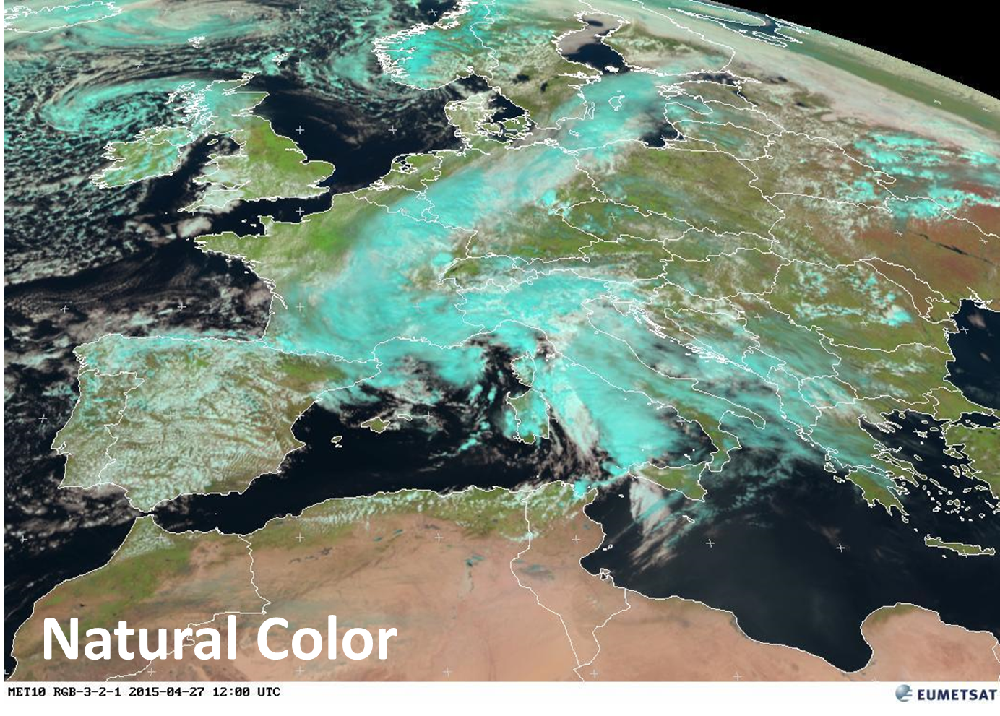 Natural Color
MET10 RGB-3-2-1 2015-04-27 12:00 UTC
EUMETSAT